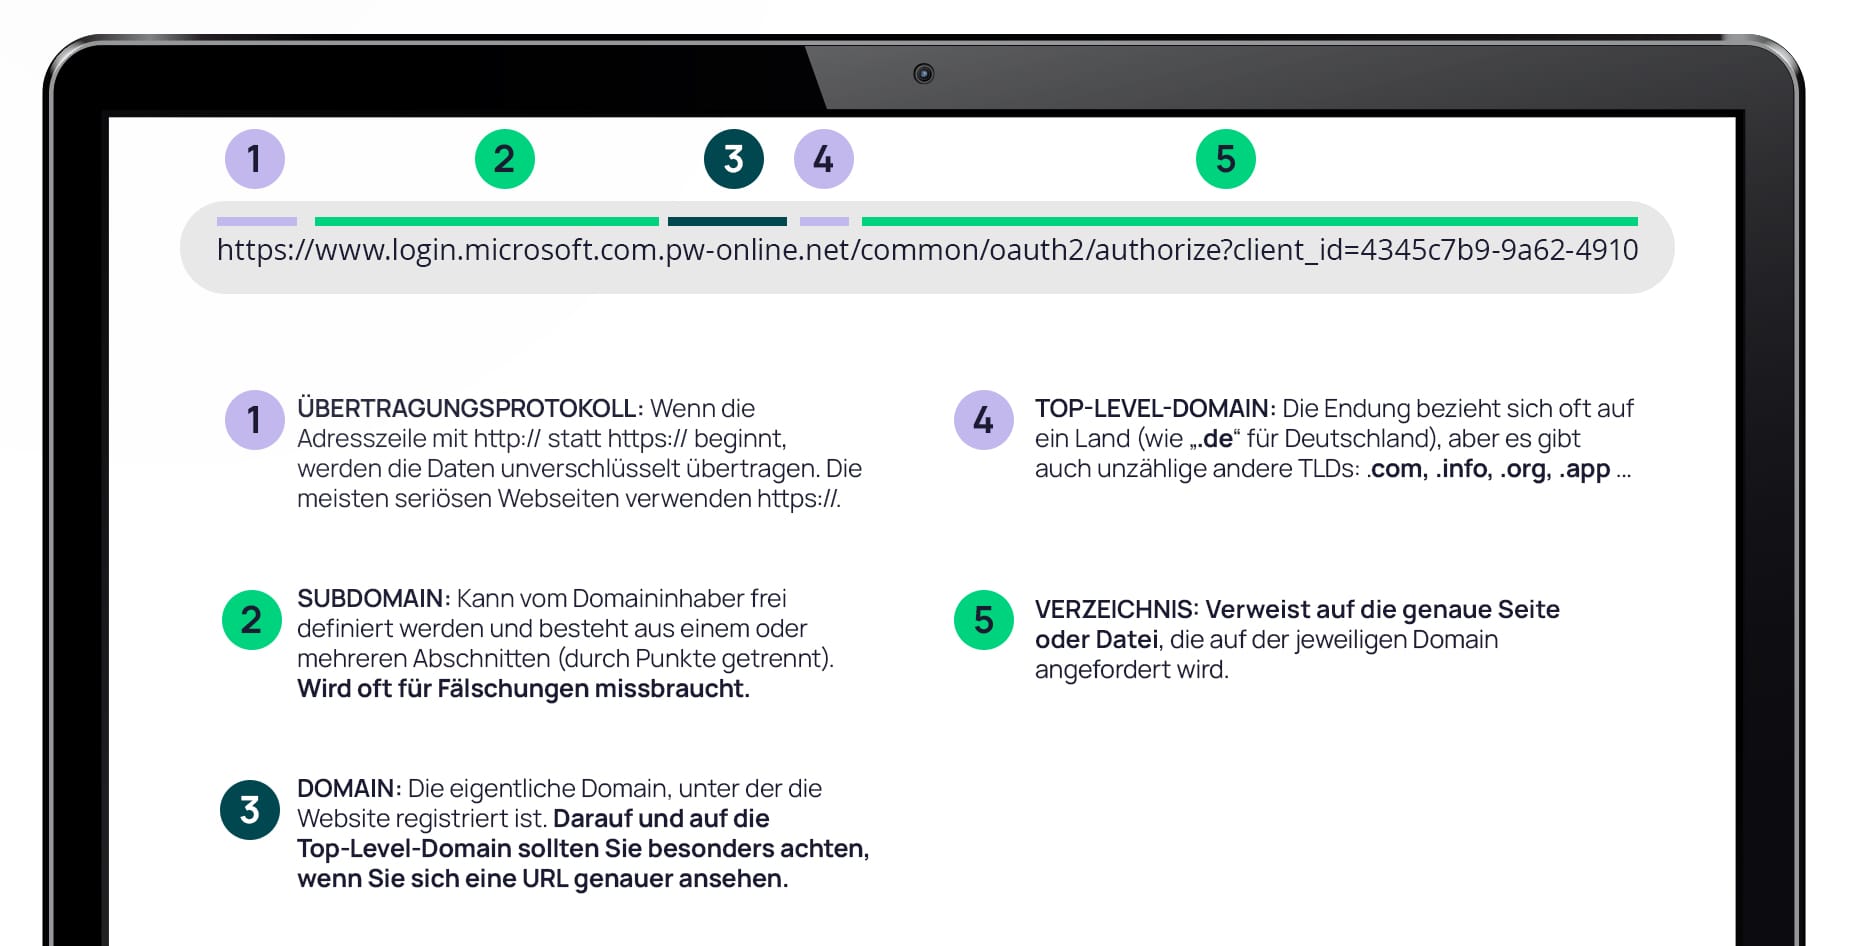 1 2 3 4 5
https://www.login.microsoft.com.pw-online.net/common/oauth2/authorize?client_id=4345c7b9-9a62-4910
1
ÜBERTRAGUNGSPROTOKOLL: Wenn die
Adresszeile mit http:// statt https:// beginnt,
werden die Daten unverschlüsselt übertragen. Die
meisten seriösen Webseiten verwenden https://.
2
SUBDOMAIN: Kann vom Domaininhaber frei
definiert werden und besteht aus einem oder
mehreren Abschnitten (durch Punkte getrennt).
Wird oft für Fälschungen missbraucht.
3
DOMAIN: Die eigentliche Domain, unter der die
Website registriert ist. Darauf und auf die
Top-Level-Domain sollten Sie besonders achten,
wenn Sie sich eine URL genauer ansehen.
4
TOP-LEVEL-DOMAIN: Die Endung bezieht sich oft auf
ein Land (wie „.de“ für Deutschland), aber es gibt
auch unzählige andere TLDs: .com, .info, .org, .app ...
5
VERZEICHNIS: Verweist auf die genaue Seite
oder Datei, die auf der jeweiligen Domain
angefordert wird.